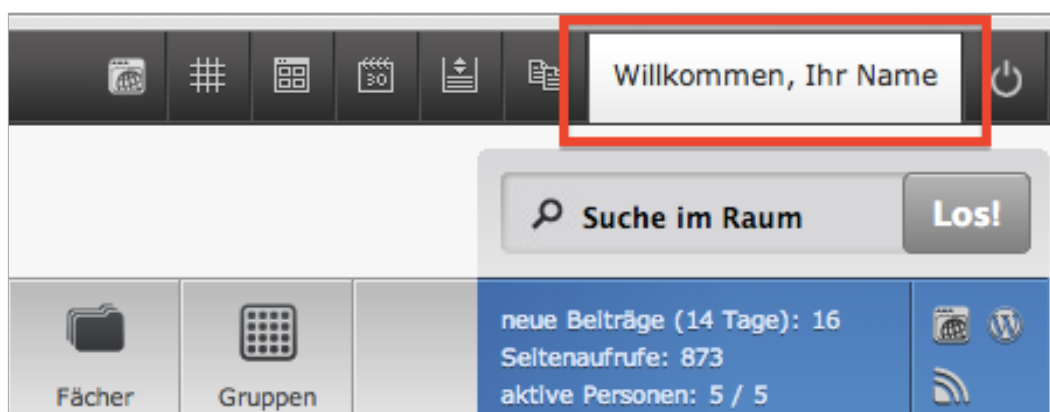 30
Willkommen, Ihr Name
Suche im Raum
Los!
neue Beiträge (14 Tage): 16
Seitenaufrufe: 873
aktive Personen: 5 / 5
Fächer
Gruppen